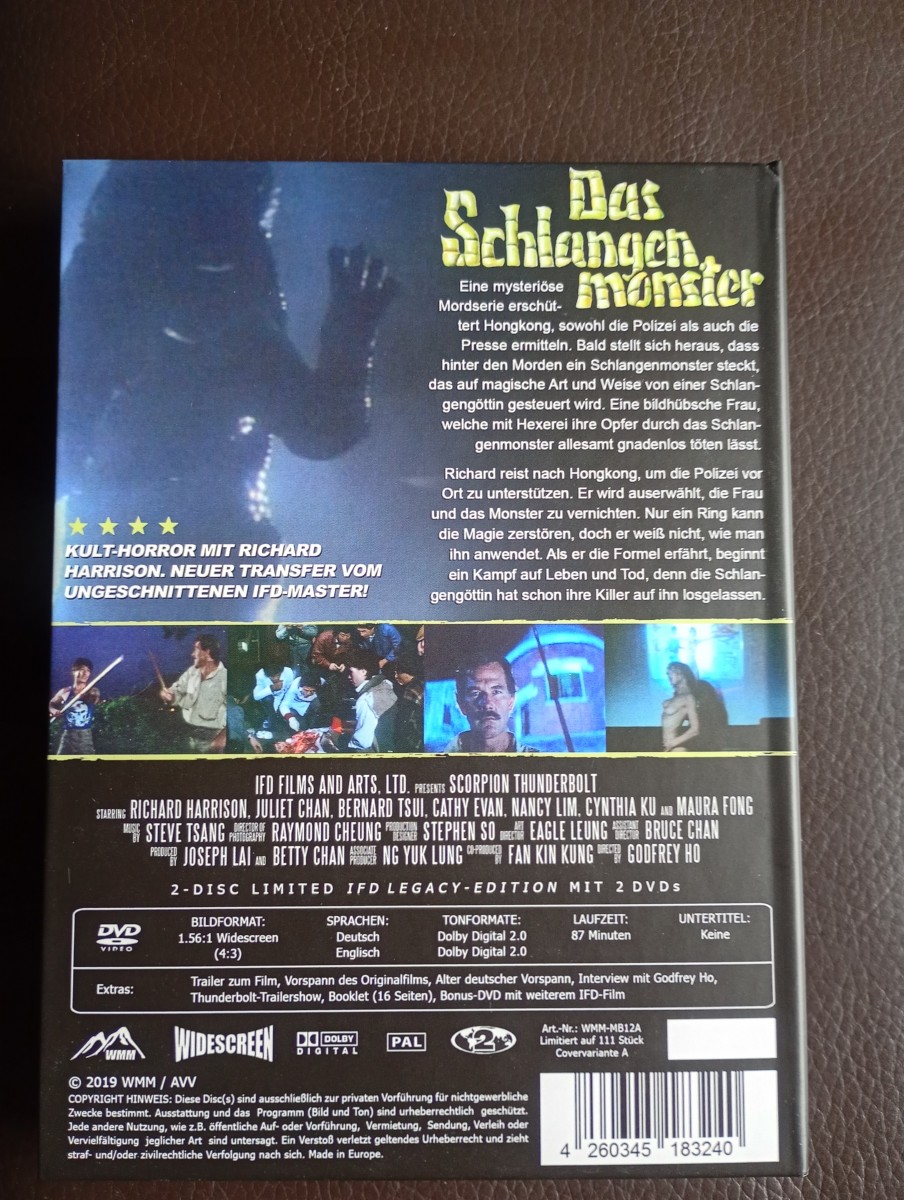 Das
Schlangen
monster
Eine mysteriöse
Mordserie erschüt-
tert Hongkong, sowohl die Polizei als auch die
Presse ermitteln. Bald stellt sich heraus, dass
hinter den Morden ein Schlangenmonster steckt,
das auf magische Art und Weise von einer Schlan-
gengöttin gesteuert wird. Eine bildhübsche Frau,
welche mit Hexerei ihre Opfer durch das Schlan-
genmonster allesamt gnadenlos töten lässt.
Richard reist nach Hongkong, um die Polizei vor
Ort zu unterstützen. Er wird auserwählt, die Frau
und das Monster zu vernichten. Nur ein Ring kann
die Magie zerstören, doch er weiß nicht, wie man
ihn anwendet. Als er die Formel erfährt, beginnt
ein Kampf auf Leben und Tod, denn die Schlan-
gengöttin hat schon ihre Killer auf ihn losgelassen.
KULT-HORROR MIT RICHARD
HARRISON. NEUER TRANSFER VOM
UNGESCHNITTENEN IFD-MASTER!
IFD FILMS AND ARTS, LTD. PRESENTS SCORPION THUNDERBOLT
STARRING RICHARD HARRISON, JULIET CHAN, BERNARD TSUI, CATHY EVAN, NANCY LIM, CYNTHIA KU AND MAURA FONG
MUSIC BY STEVE TSANG DIRECTOR OF PHOTOGRAPHY RAYMOND CHEUNG PRODUCTION DESIGNER STEPHEN SO ART DIRECTOR EAGLE LEUNG ASSISTANT DIRECTOR BRUCE CHAN
PRODUCED BY JOSEPH LAI AND BETTY CHAN ASSOCIATE PRODUCER NG YUK LUNG CO-PRODUCED BY FAN KIN KUNG DIRECTED BY GODFREY HO
2-DISC LIMITED IFD LEGACY-EDITION MIT 2 DVDs
DVD
VIDEO
BILDFORMAT:
1.56:1 Widescreen
(4:3)
SPRACHEN:
Deutsch
Englisch
TONFORMATE:
Dolby Digital 2.0
Dolby Digital 2.0
LAUFZEIT:
87 Minuten
UNTERTITEL:
Keine
Extras:
Trailer zum Film, Vorspann des Originalfilms, Alter deutscher Vorspann, Interview mit Godfrey Ho,
Thunderbolt-Trailershow, Booklet (16 Seiten), Bonus-DVD mit weiterem IFD-Film
WMM
WIDESCREEN
DOLBY
DIGITAL
PAL
2
Art.-Nr.: WMM-MB12A
Limitiert auf 111 Stück
Covervariante A
© 2019 WMM / AVV
COPYRIGHT HINWEIS: Diese Disc(s) sind ausschließlich zur privaten Vorführung für nichtgewerbliche
Zwecke bestimmt. Ausstattung und das Programm (Bild und Ton) sind urheberrechtlich geschützt.
Jede andere Nutzung, wie z.B. öffentliche Auf- oder Vorführung, Vermietung, Sendung, Verleih oder
Vervielfältigung jeglicher Art sind untersagt. Ein Verstoß verletzt geltendes Urheberrecht und zieht
straf- und/oder zivilrechtliche Verfolgung nach sich. Made in Europe.
4 260345 183240